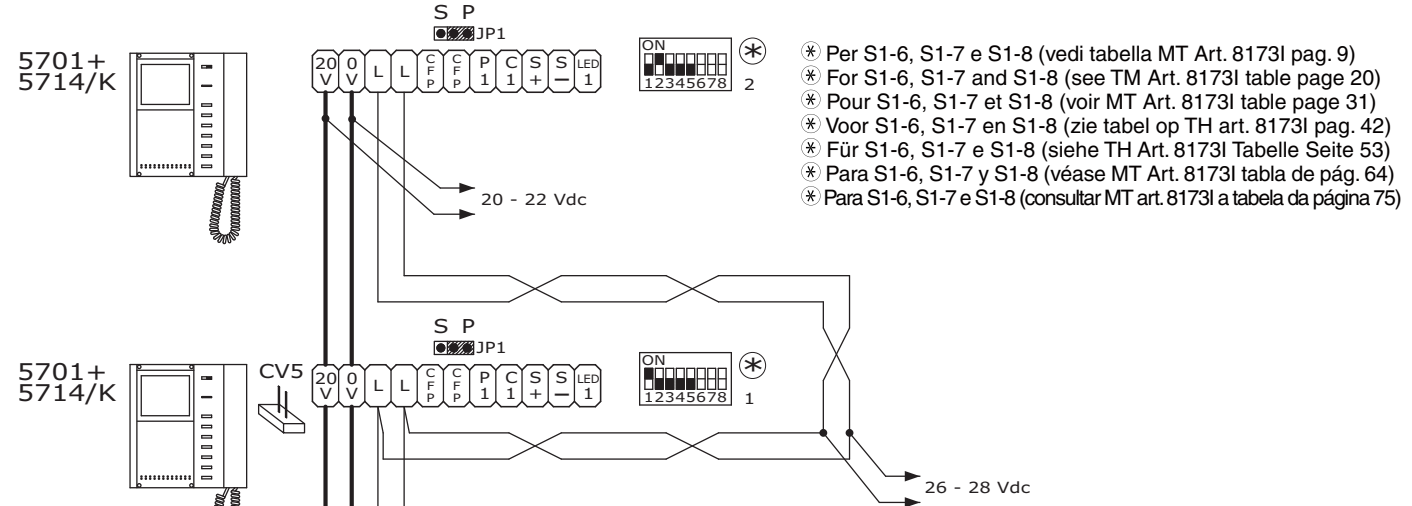 S P
JP1
5701+
5714/K
20 V 0 V L L CFP CFP P1 C1 S+ S− LED 1
ON
12345678
2
* Per S1-6, S1-7 e S1-8 (vedi tabella MT Art. 8173I pag. 9)
* For S1-6, S1-7 and S1-8 (see TM Art. 8173I table page 20)
* Pour S1-6, S1-7 et S1-8 (voir MT Art. 8173I table page 31)
* Voor S1-6, S1-7 en S1-8 (zie tabel op TH art. 8173I pag. 42)
* Für S1-6, S1-7 e S1-8 (siehe TH Art. 8173I Tabelle Seite 53)
* Para S1-6, S1-7 y S1-8 (véase MT Art. 8173I tabla de pág. 64)
* Para S1-6, S1-7 e S1-8 (consultar MT art. 8173I a tabela da página 75)
20 - 22 Vdc
S P
JP1
5701+
5714/K
CV5
20 V 0 V L L CFP CFP P1 C1 S+ S− LED 1
ON
12345678
*
1
26 - 28 Vdc